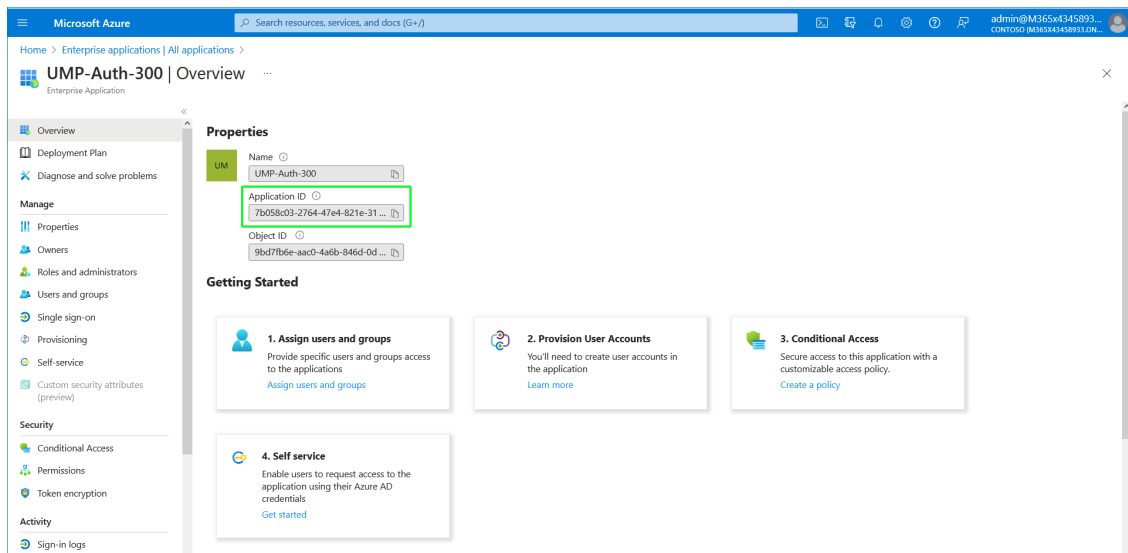 Microsoft Azure
Search resources, services, and docs (G+/)
admin@M365x4345893...
CONTOSO (M365X43458933.ON...
Home > Enterprise applications | All applications >
UMP-Auth-300 | Overview ...
Enterprise Application
Overview
Deployment Plan
Diagnose and solve problems
Manage
Properties
Owners
Roles and administrators
Users and groups
Single sign-on
Provisioning
Self-service
Custom security attributes
(preview)
Security
Conditional Access
Permissions
Token encryption
Activity
Sign-in logs
Properties
UM
Name
UMP-Auth-300
Application ID
7b058c03-2764-47e4-821e-31 ...
Object ID
9bd7fb6e-aac0-4a6b-846d-0d ...
Getting Started
1. Assign users and groups
Provide specific users and groups access
to the applications
Assign users and groups
2. Provision User Accounts
You'll need to create user accounts in
the application
Learn more
3. Conditional Access
Secure access to this application with a
customizable access policy.
Create a policy
4. Self service
Enable users to request access to the
application using their Azure AD
credentials
Get started